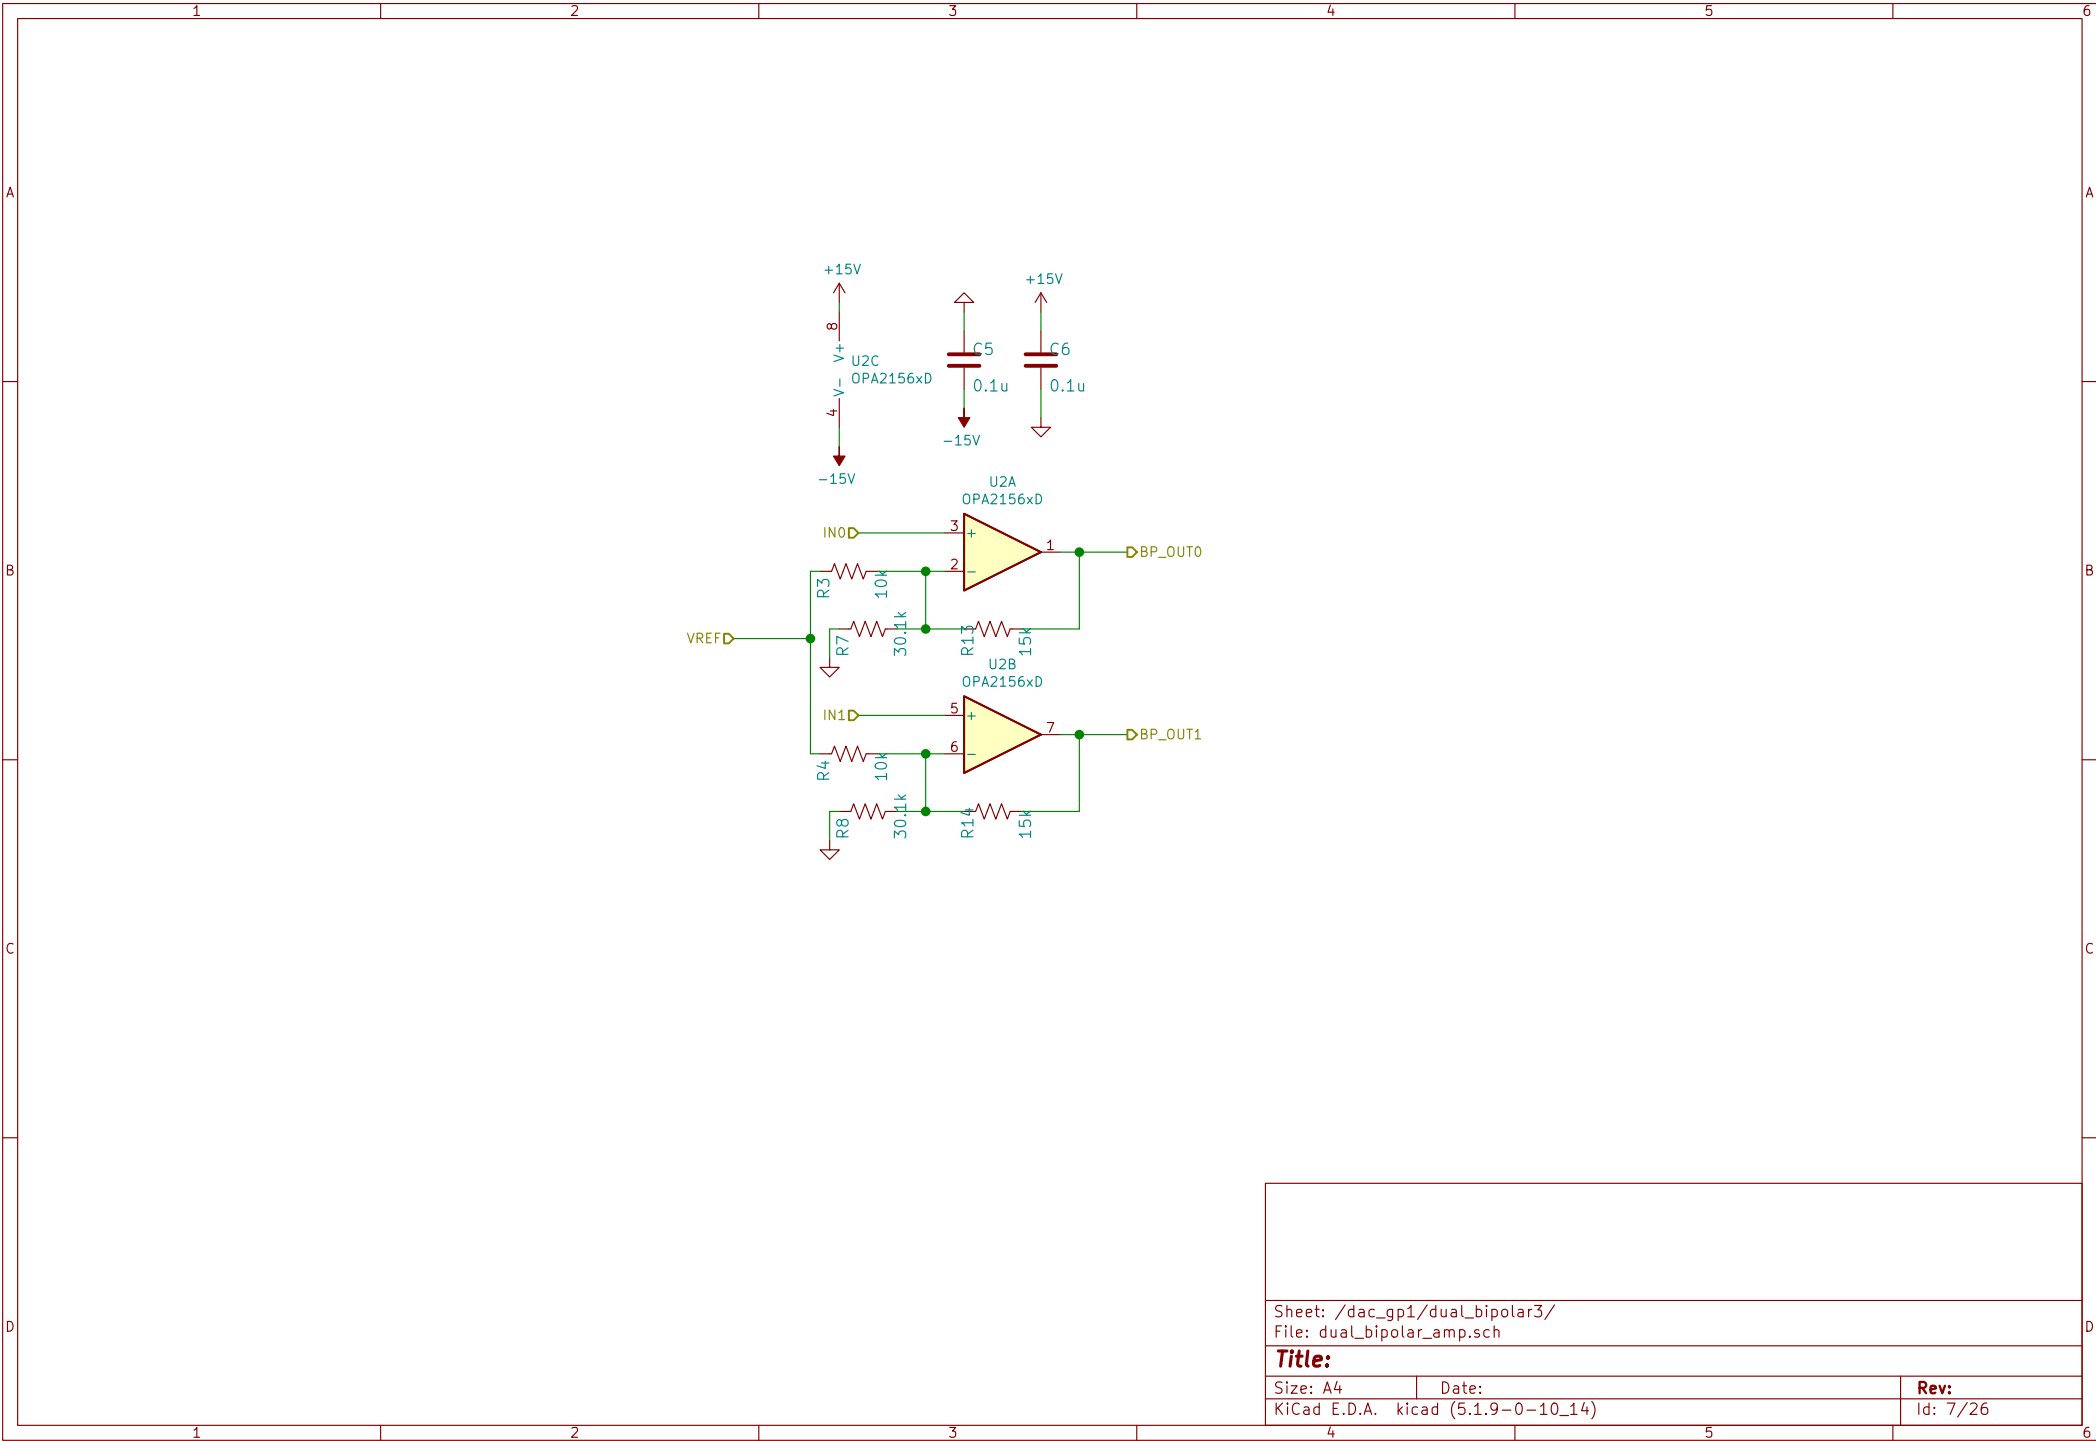 1 2 3 4 5 6
A A
+15V
+15V
8
V+
C5
C6
U2C
OPA2156xD
0.1u
0.1u
V-
4
-15V
-15V
U2A
OPA2156xD
IN0
3
+
1
BP_OUT0
2
-
B B
R3
10k
VREF
R7
30.1k
R13
15k
U2B
OPA2156xD
IN1
5
+
7
BP_OUT1
6
-
R4
10k
R8
30.1k
R14
15k
C C
Sheet: /dac_gp1/dual_bipolar3/
File: dual_bipolar_amp.sch
D D
Title:
Size: A4 Date: Rev:
KiCad E.D.A. kicad (5.1.9-0-10_14) Id: 7/26
1 2 3 4 5 6